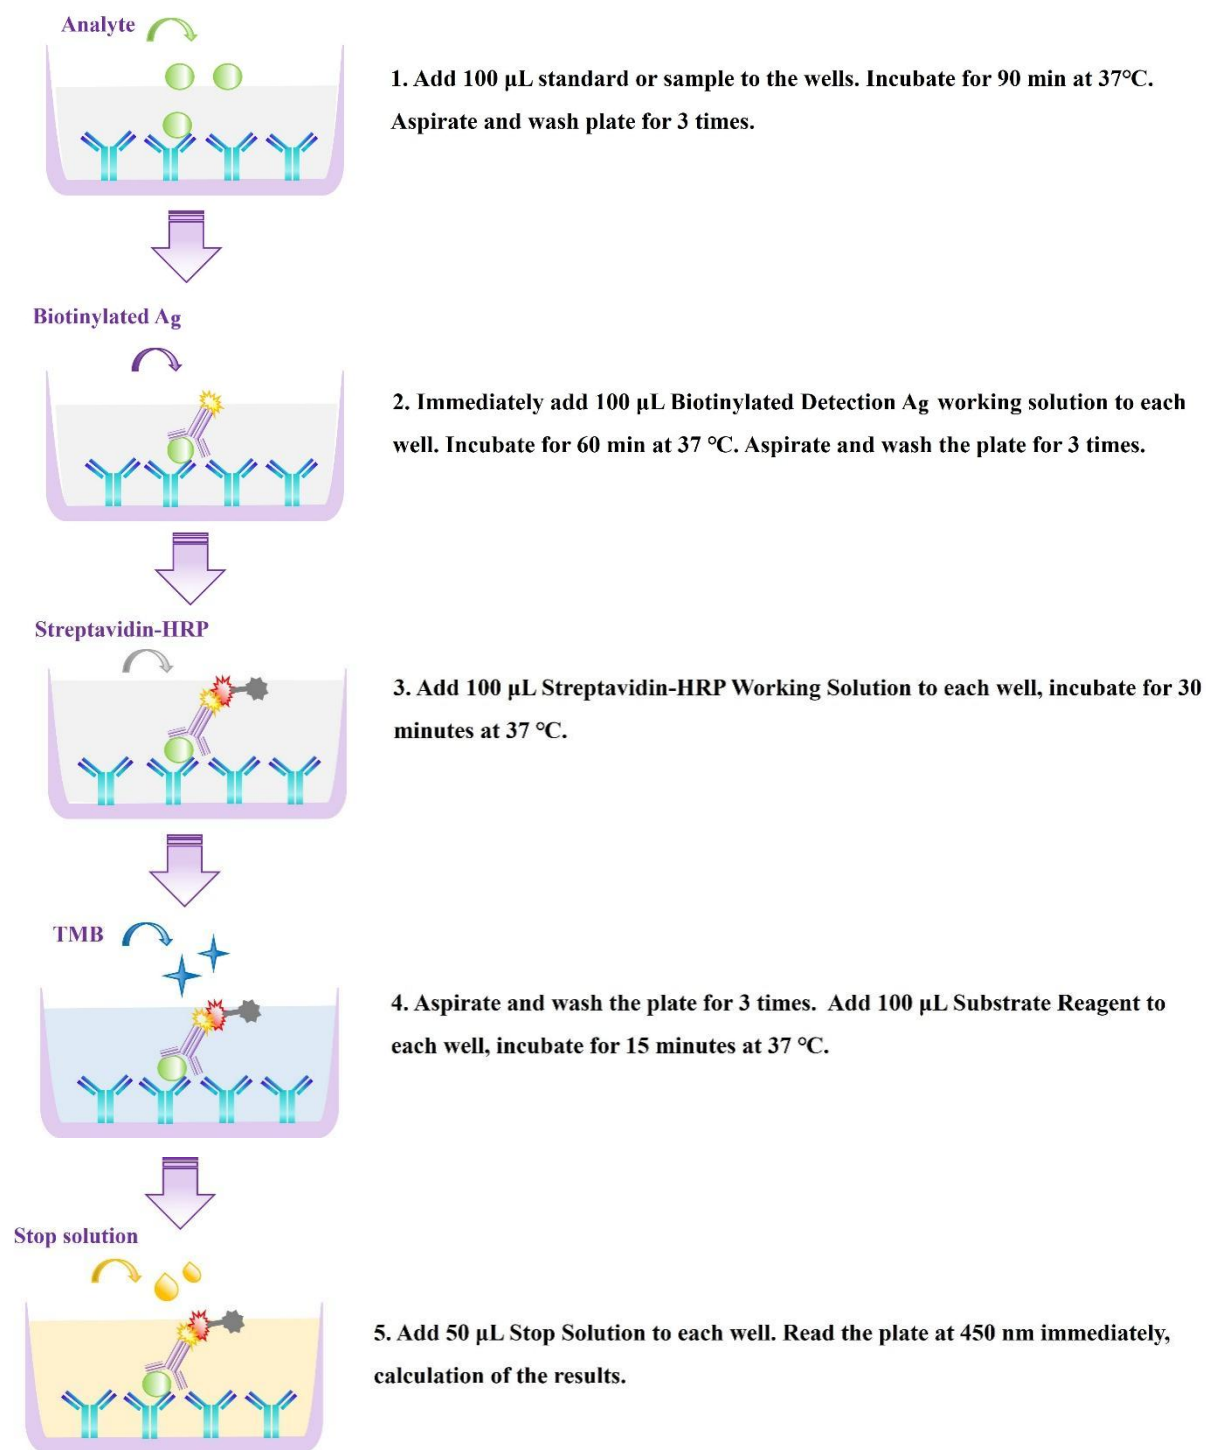 Analyte
1. Add 100 μL standard or sample to the wells. Incubate for 90 min at 37℃.
Aspirate and wash plate for 3 times.
Biotinylated Ag
2. Immediately add 100 μL Biotinylated Detection Ag working solution to each
well. Incubate for 60 min at 37 ℃. Aspirate and wash the plate for 3 times.
Streptavidin-HRP
3. Add 100 μL Streptavidin-HRP Working Solution to each well, incubate for 30
minutes at 37 ℃.
TMB
4. Aspirate and wash the plate for 3 times. Add 100 μL Substrate Reagent to
each well, incubate for 15 minutes at 37 ℃.
Stop solution
5. Add 50 μL Stop Solution to each well. Read the plate at 450 nm immediately,
calculation of the results.